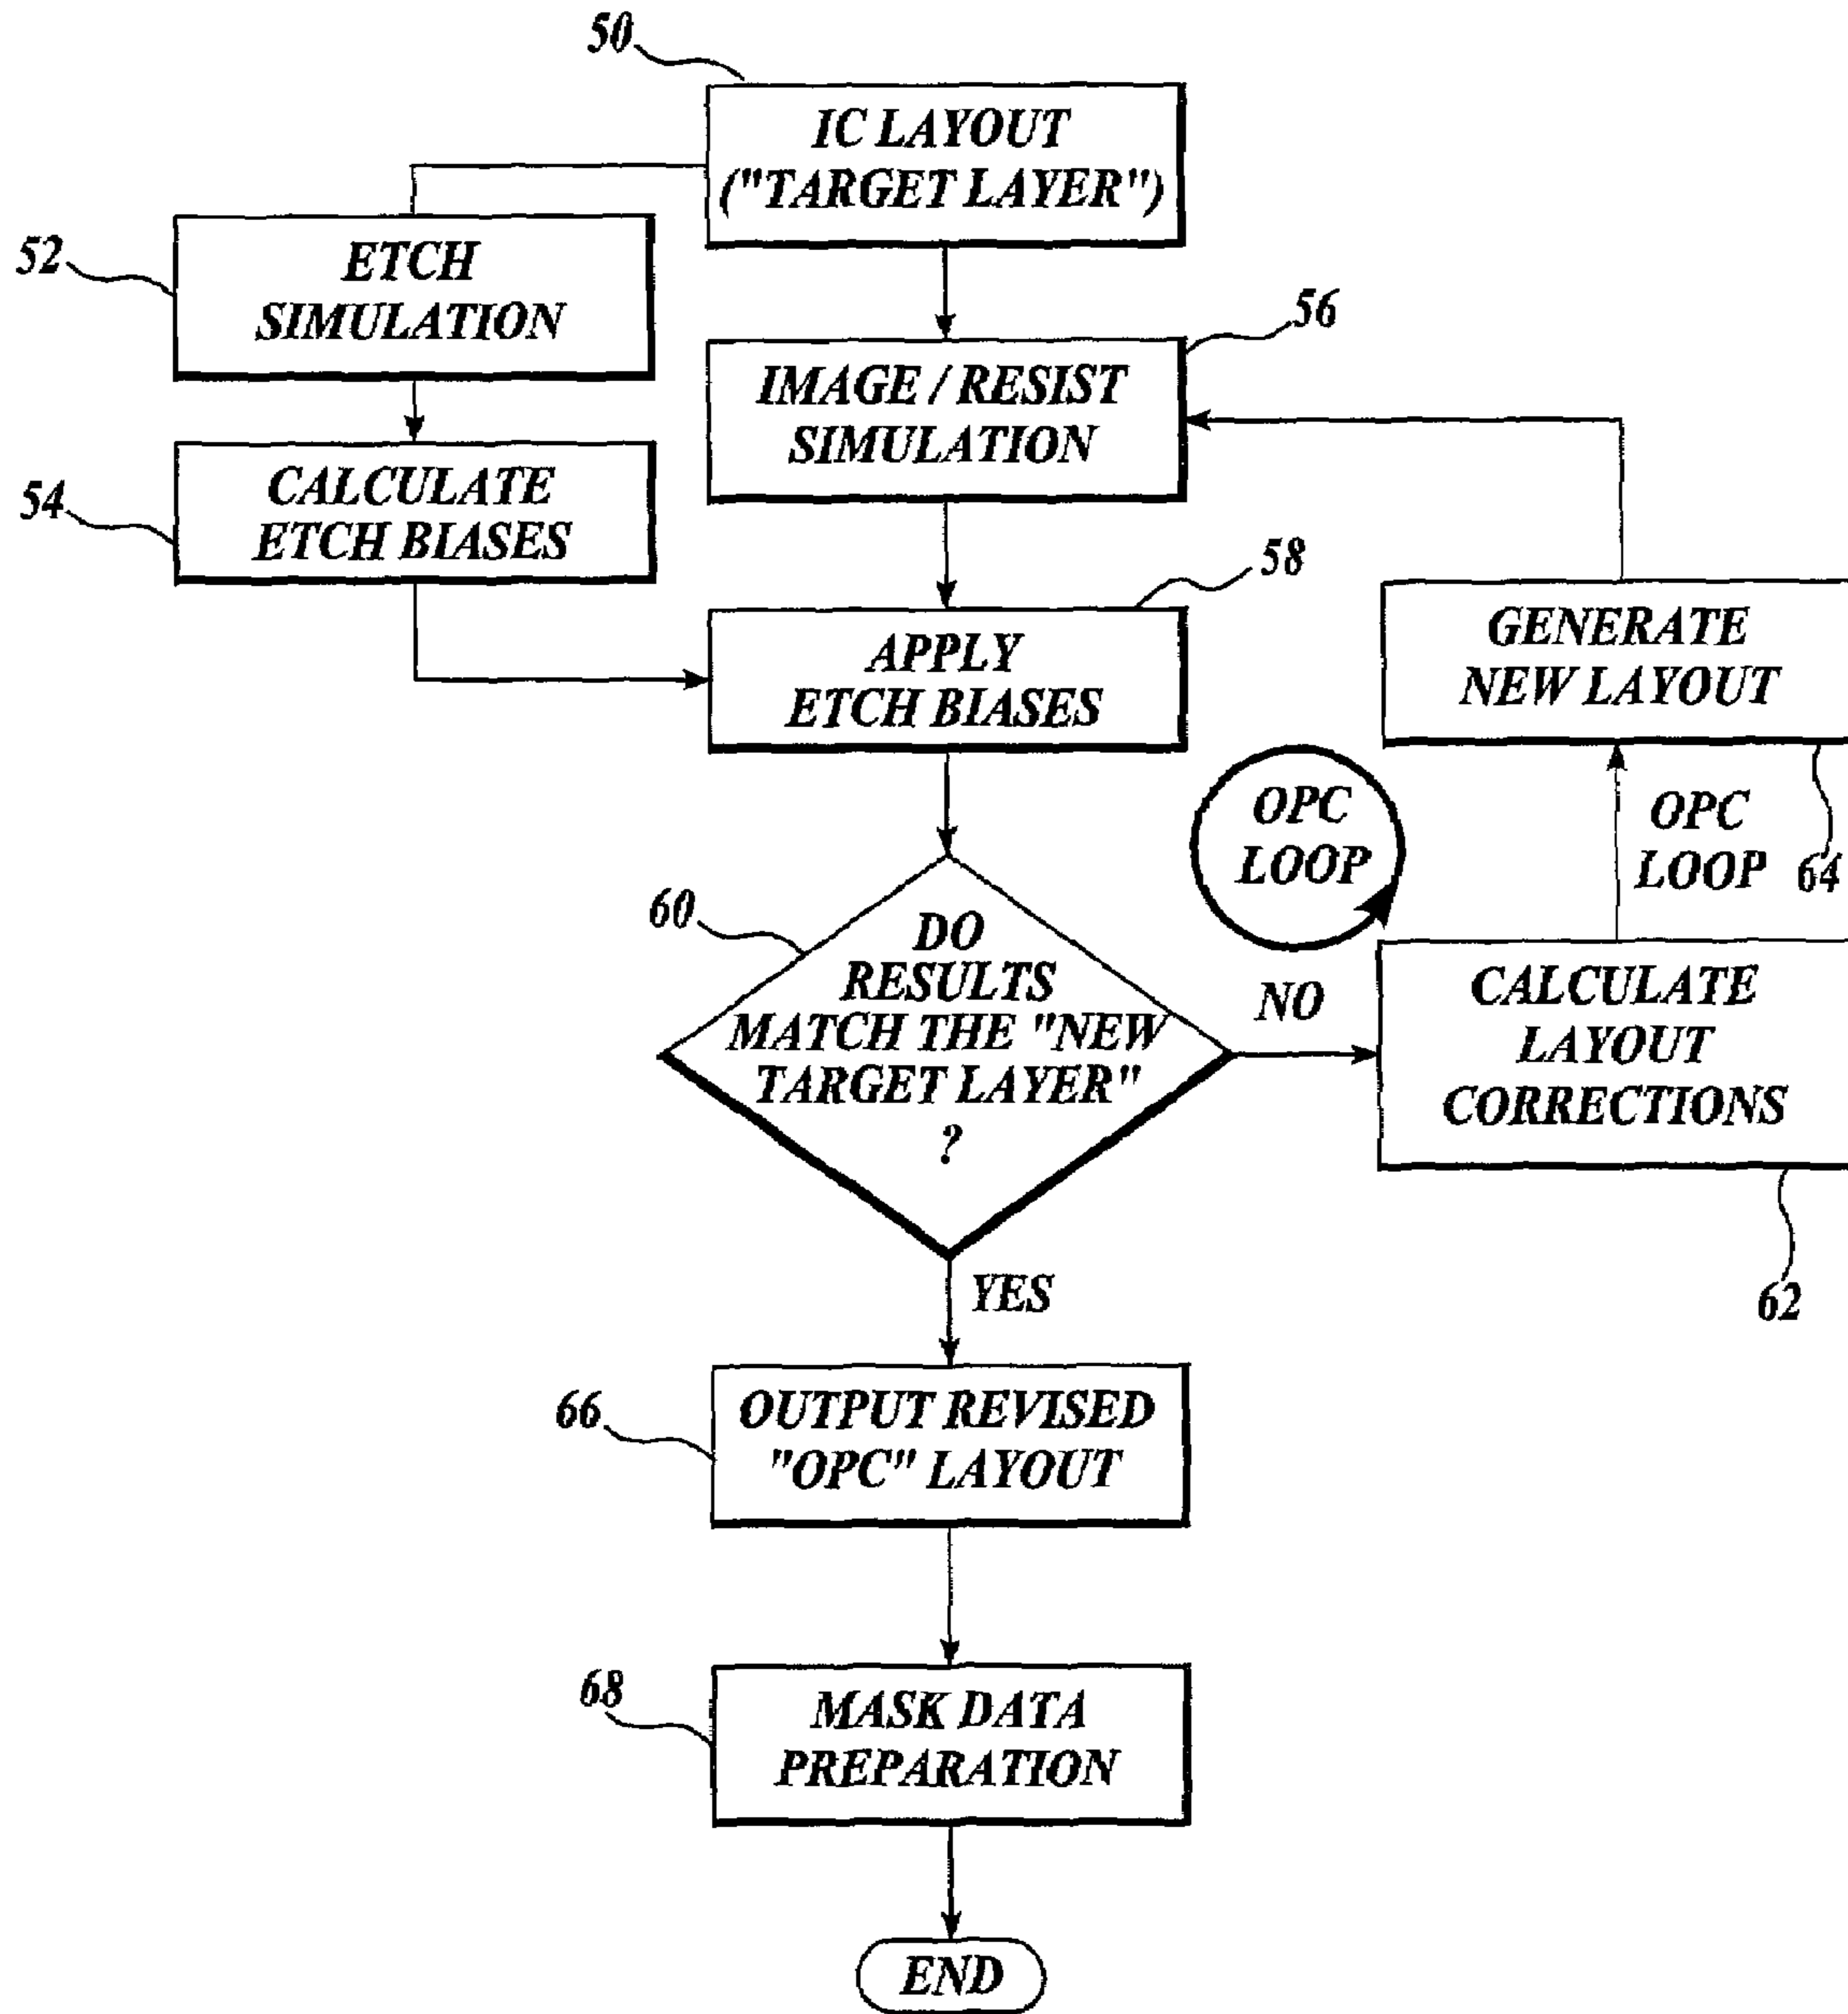 50
IC LAYOUT
("TARGET LAYER")
52
ETCH
SIMULATION
56
IMAGE / RESIST
SIMULATION
54
CALCULATE
ETCH BIASES
58
APPLY
ETCH BIASES
GENERATE
NEW LAYOUT
64
OPC
LOOP
OPC
LOOP
60
DO
RESULTS
MATCH THE "NEW
TARGET LAYER"
?
NO
CALCULATE
LAYOUT
CORRECTIONS
62
YES
66
OUTPUT REVISED
"OPC" LAYOUT
68
MASK DATA
PREPARATION
END